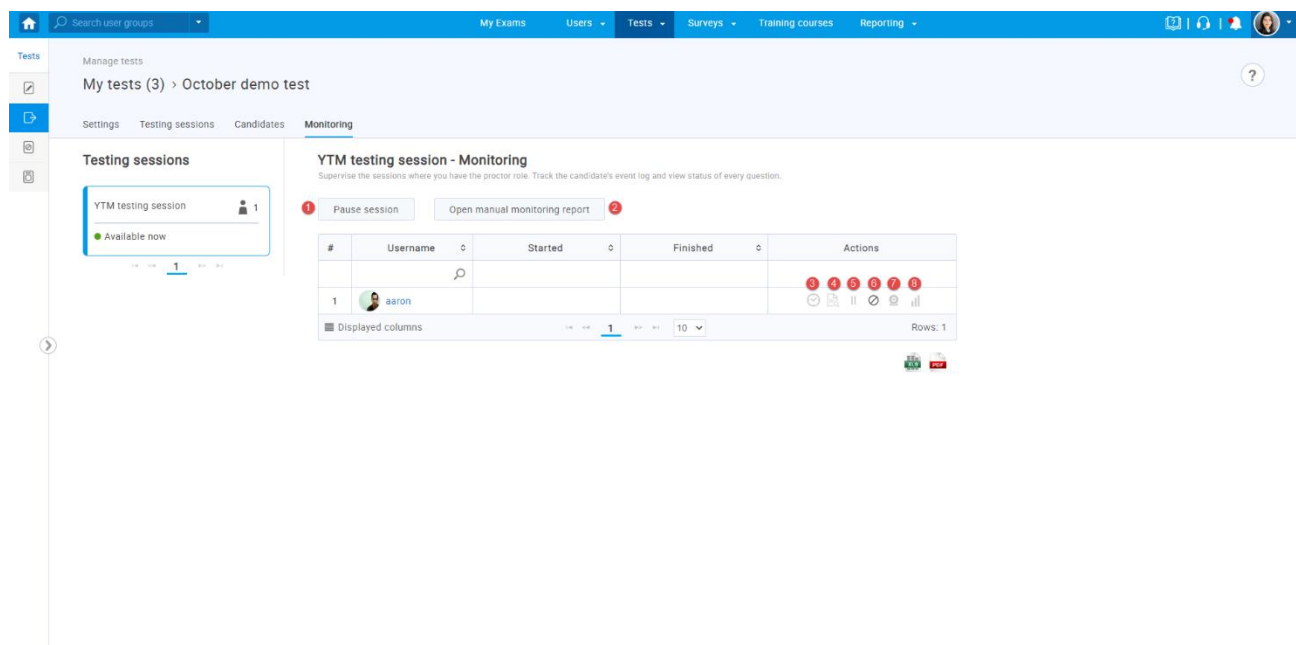 Search user groups
My Exams Users Tests Surveys Training courses Reporting
Tests
Manage tests
My tests (3) › October demo test
?
Settings Testing sessions Candidates Monitoring
Testing sessions
YTM testing session 1
Available now
1
YTM testing session - Monitoring
Supervise the sessions where you have the proctor role. Track the candidate's event log and view status of every question.
1 Pause session Open manual monitoring report 2
# Username Started Finished Actions
3 4 5 6 7 8
1 aaron
Displayed columns 1 10 Rows: 1
XLS PDF